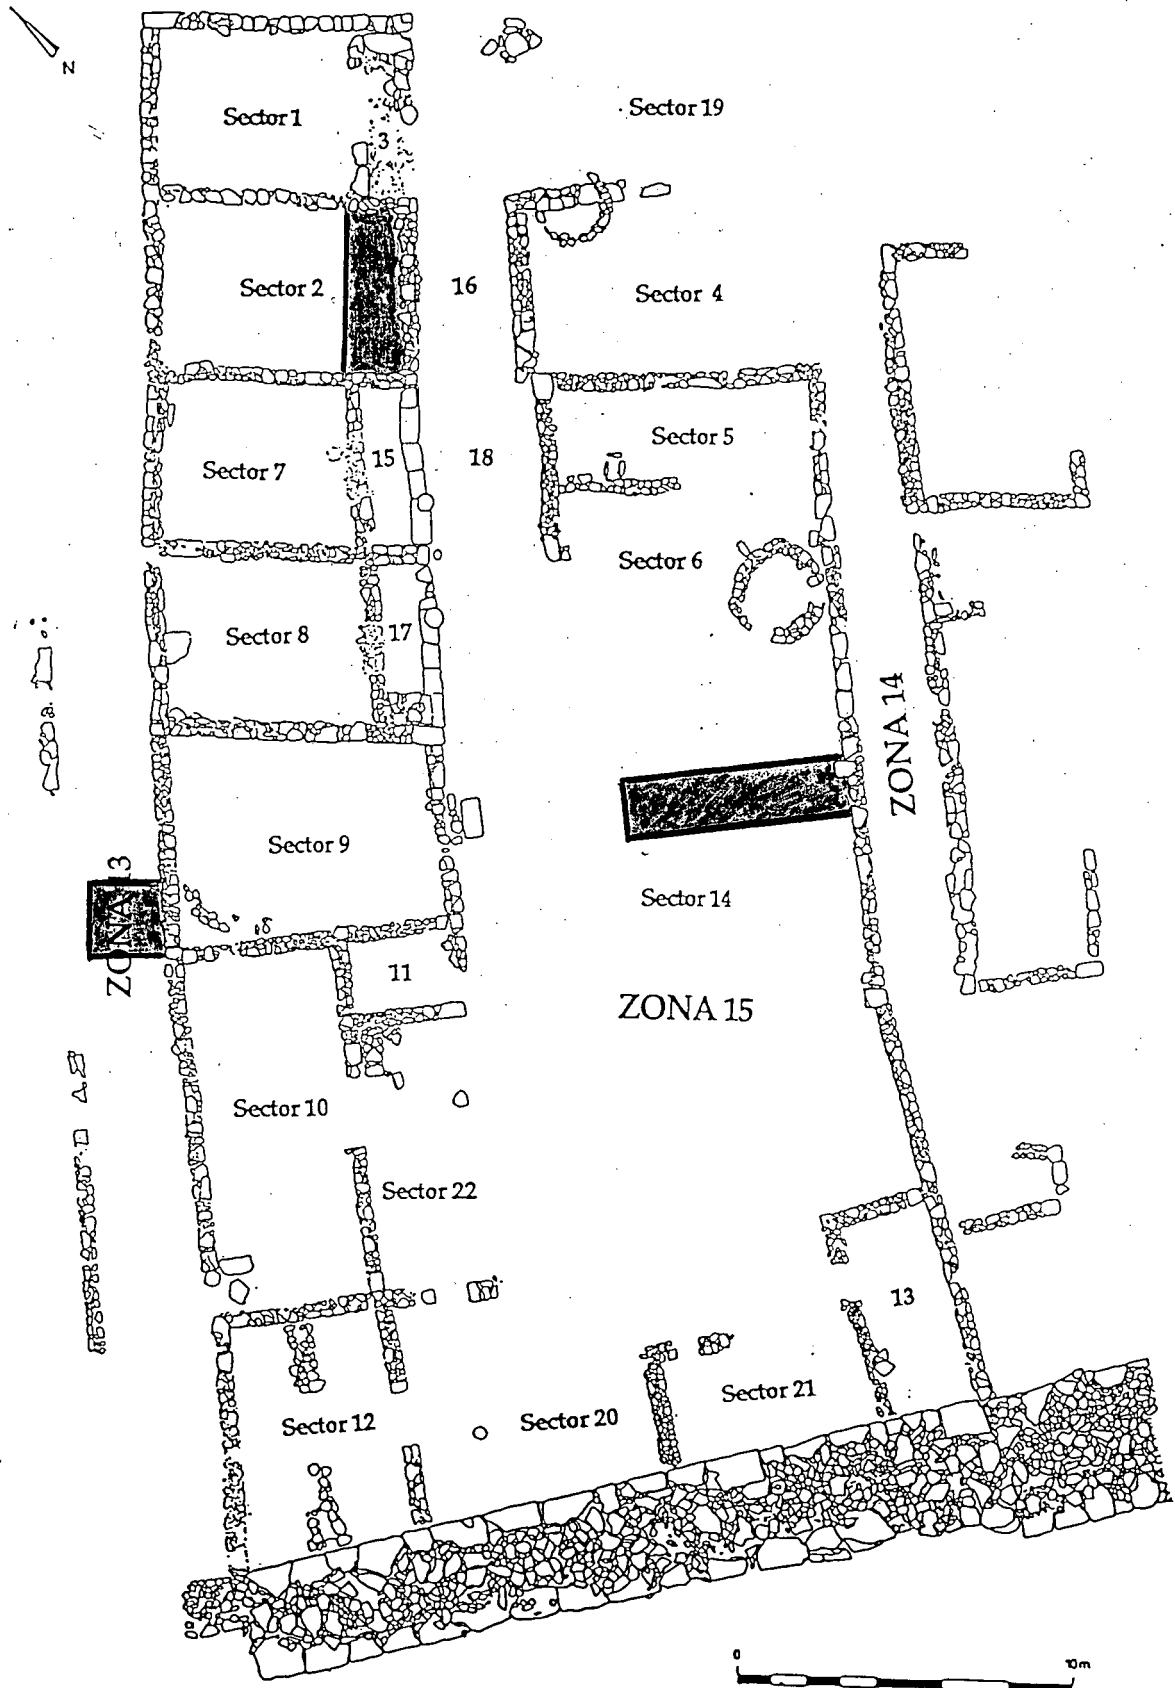 N
Sector 1
Sector 19
3
Sector 2
16
Sector 4
Sector 5
Sector 7
15
18
Sector 6
Sector 8
17
ZONA 14
Sector 9
ZONA 13
Sector 14
11
ZONA 15
Sector 10
Sector 22
13
Sector 21
Sector 12
Sector 20
0
10m